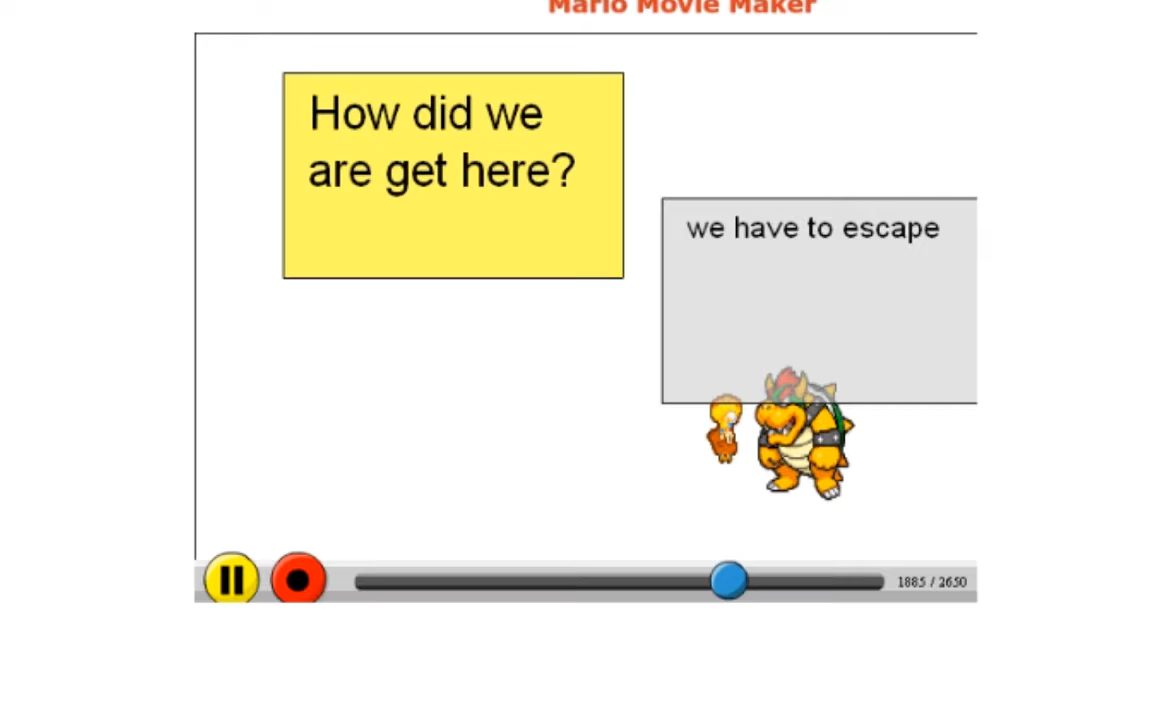 Mario Movie Maker
How did we
are get here?
we have to escape
1885 / 2650